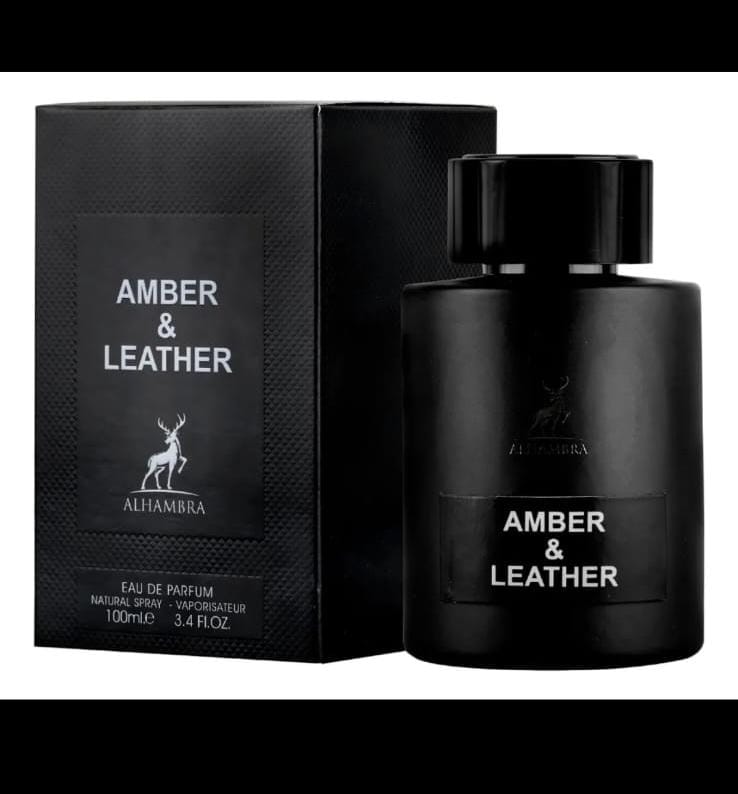 AMBER
&
LEATHER
ALHAMBRA
EAU DE PARFUM
NATURAL SPRAY - VAPORISATEUR
100ml.e 3.4 Fl.OZ.
ALHAMBRA
AMBER
&
LEATHER